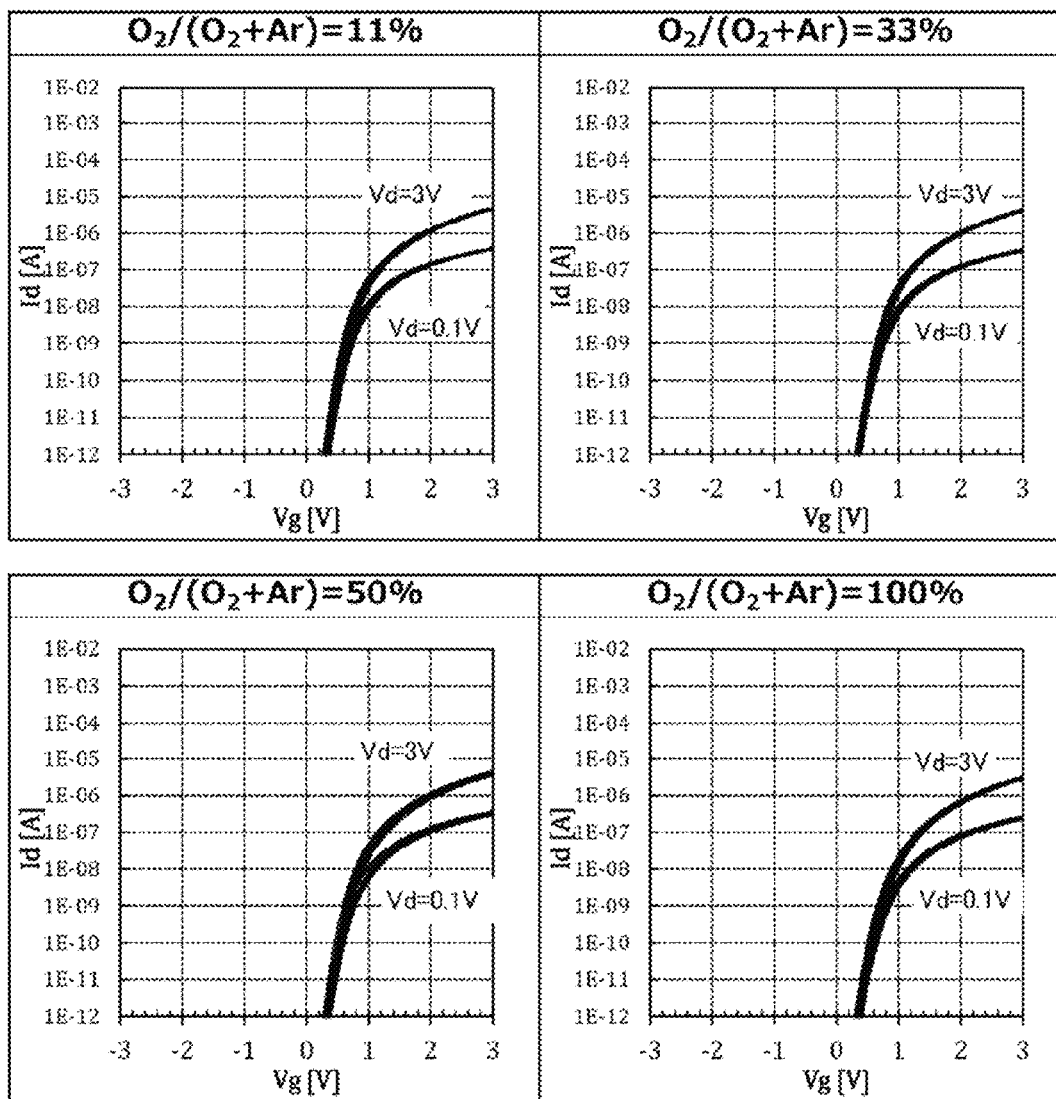 O₂/(O₂+Ar)=11%
1E-02
1E-03
1E-04
1E-05
1E-06
1E-07
1E-08
1E-09
1E-10
1E-11
1E-12
Id [A]
Vd=3V
Vd=0.1V
-3 -2 -1 0 1 2 3
Vg [V]
O₂/(O₂+Ar)=33%
1E-02
1E-03
1E-04
1E-05
1E-06
1E-07
1E-08
1E-09
1E-10
1E-11
1E-12
Id [A]
Vd=3V
Vd=0.1V
-3 -2 -1 0 1 2 3
Vg [V]
O₂/(O₂+Ar)=50%
1E-02
1E-03
1E-04
1E-05
1E-06
1E-07
1E-08
1E-09
1E-10
1E-11
1E-12
Id [A]
Vd=3V
Vd=0.1V
-3 -2 -1 0 1 2 3
Vg [V]
O₂/(O₂+Ar)=100%
1E-02
1E-03
1E-04
1E-05
1E-06
1E-07
1E-08
1E-09
1E-10
1E-11
1E-12
Id [A]
Vd=3V
Vd=0.1V
-3 -2 -1 0 1 2 3
Vg [V]